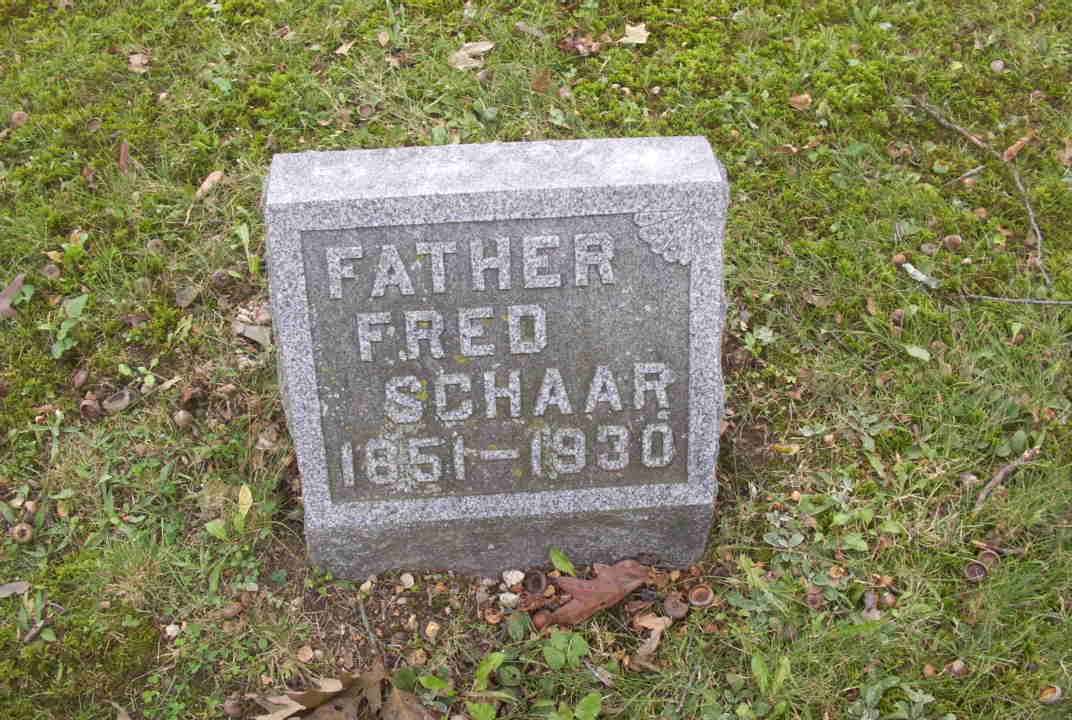 FATHER
FRED
SCHAAR
1851-1930